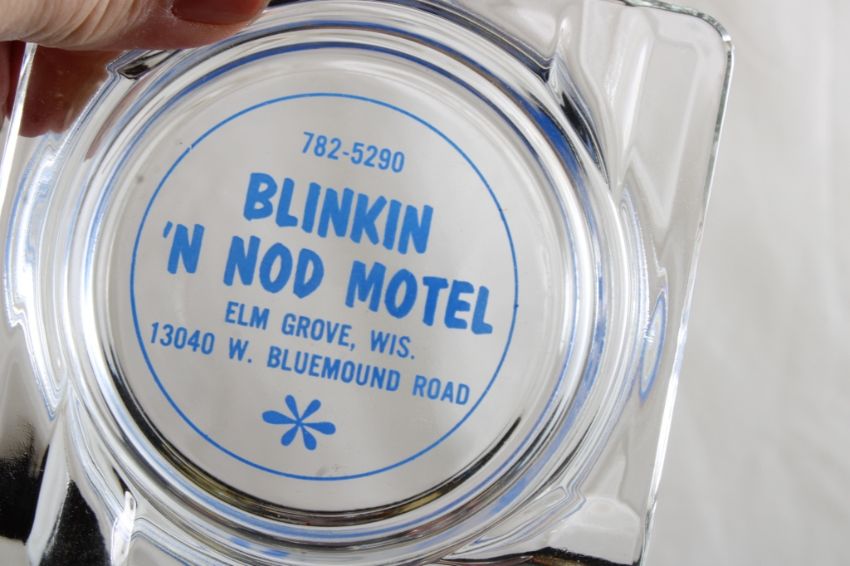 782-5290
BLINKIN
'N NOD MOTEL
ELM GROVE, WIS.
13040 W. BLUEMOUND ROAD